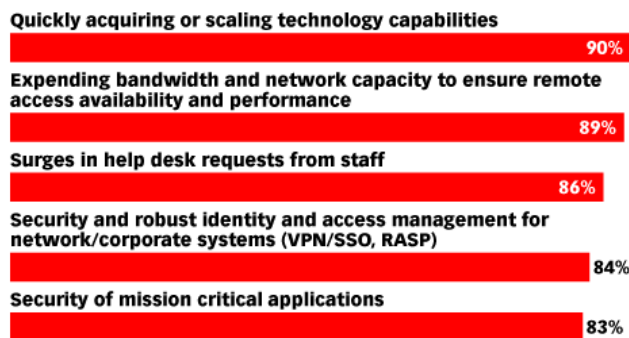 Quickly acquiring or scaling technology capabilities
90%
Expending bandwidth and network capacity to ensure remote
access availability and performance
89%
Surges in help desk requests from staff
86%
Security and robust identity and access management for
network/corporate systems (VPN/SSO, RASP)
84%
Security of mission critical applications
83%